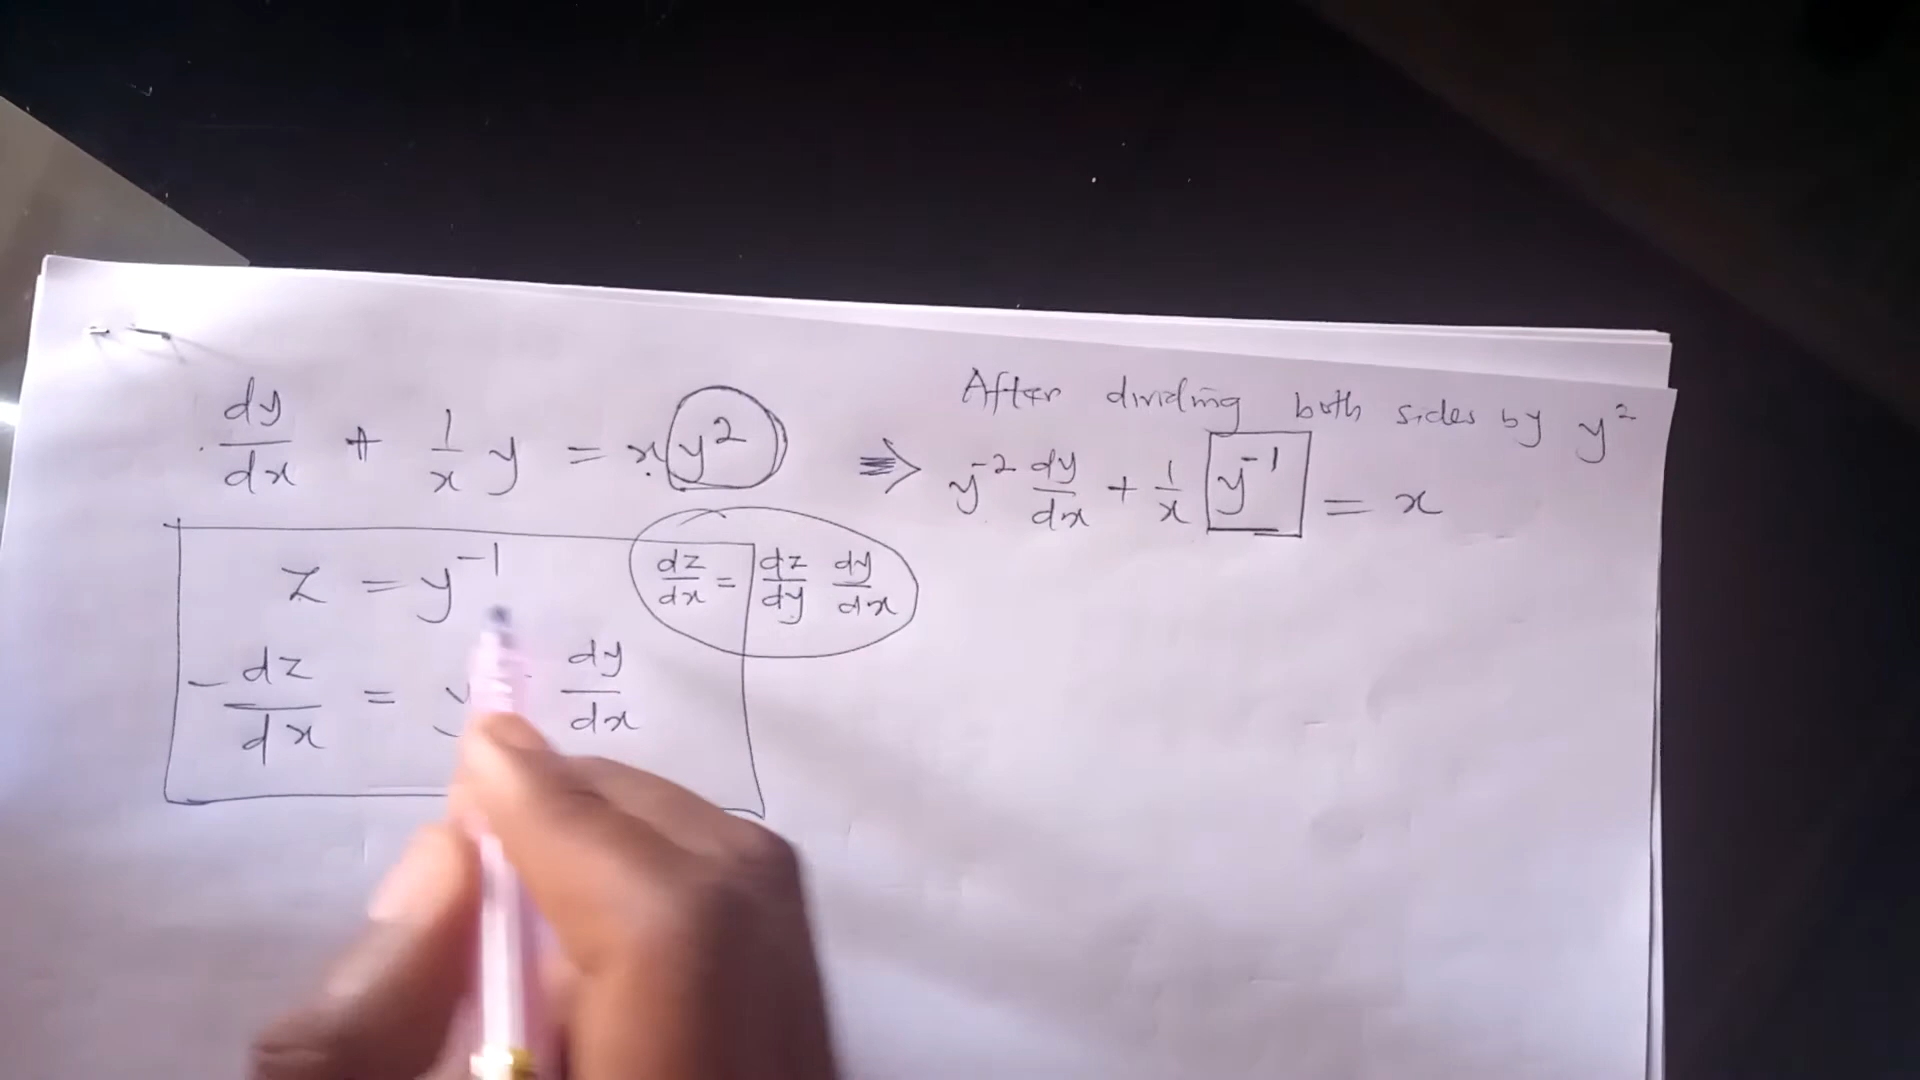 dy/dx + 1/x y = x y²
⇒
After dividing both sides by y²
y⁻² dy/dx + 1/x y⁻¹ = x
z = y⁻¹
dz/dx = dz/dy dy/dx
-dz/dx = y dy/dx